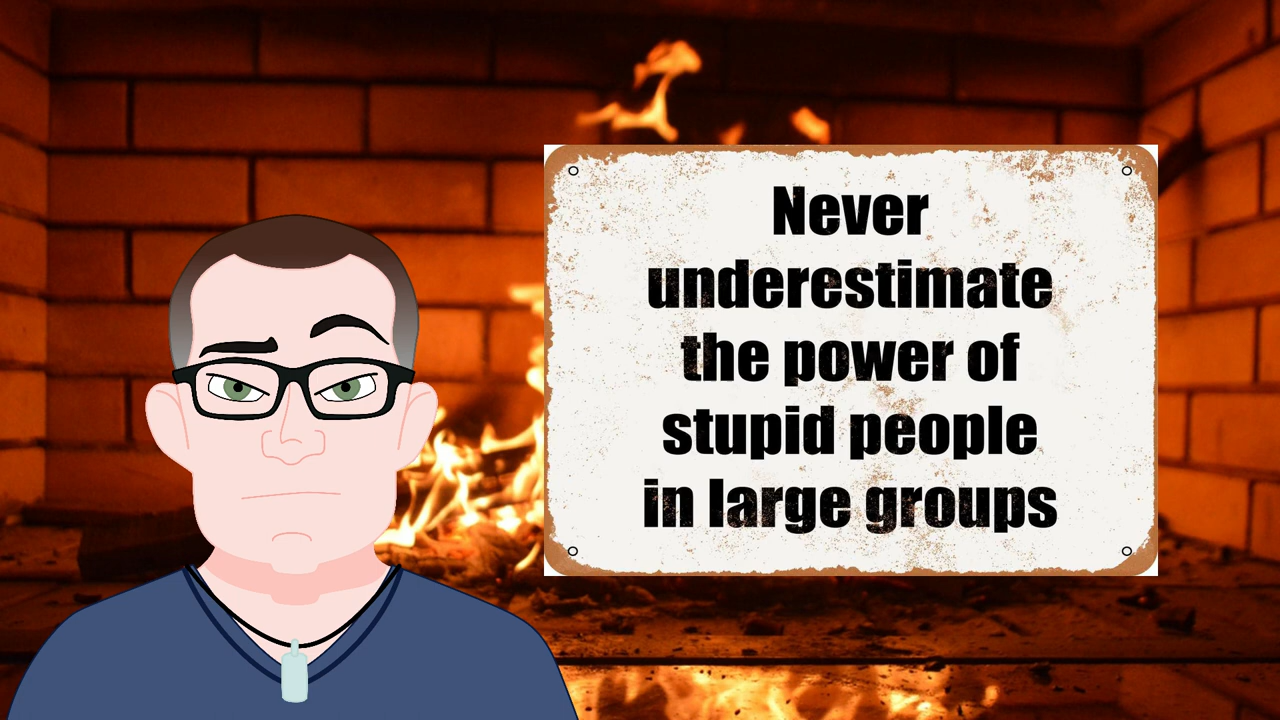 Never
underestimate
the power of
stupid people
in large groups